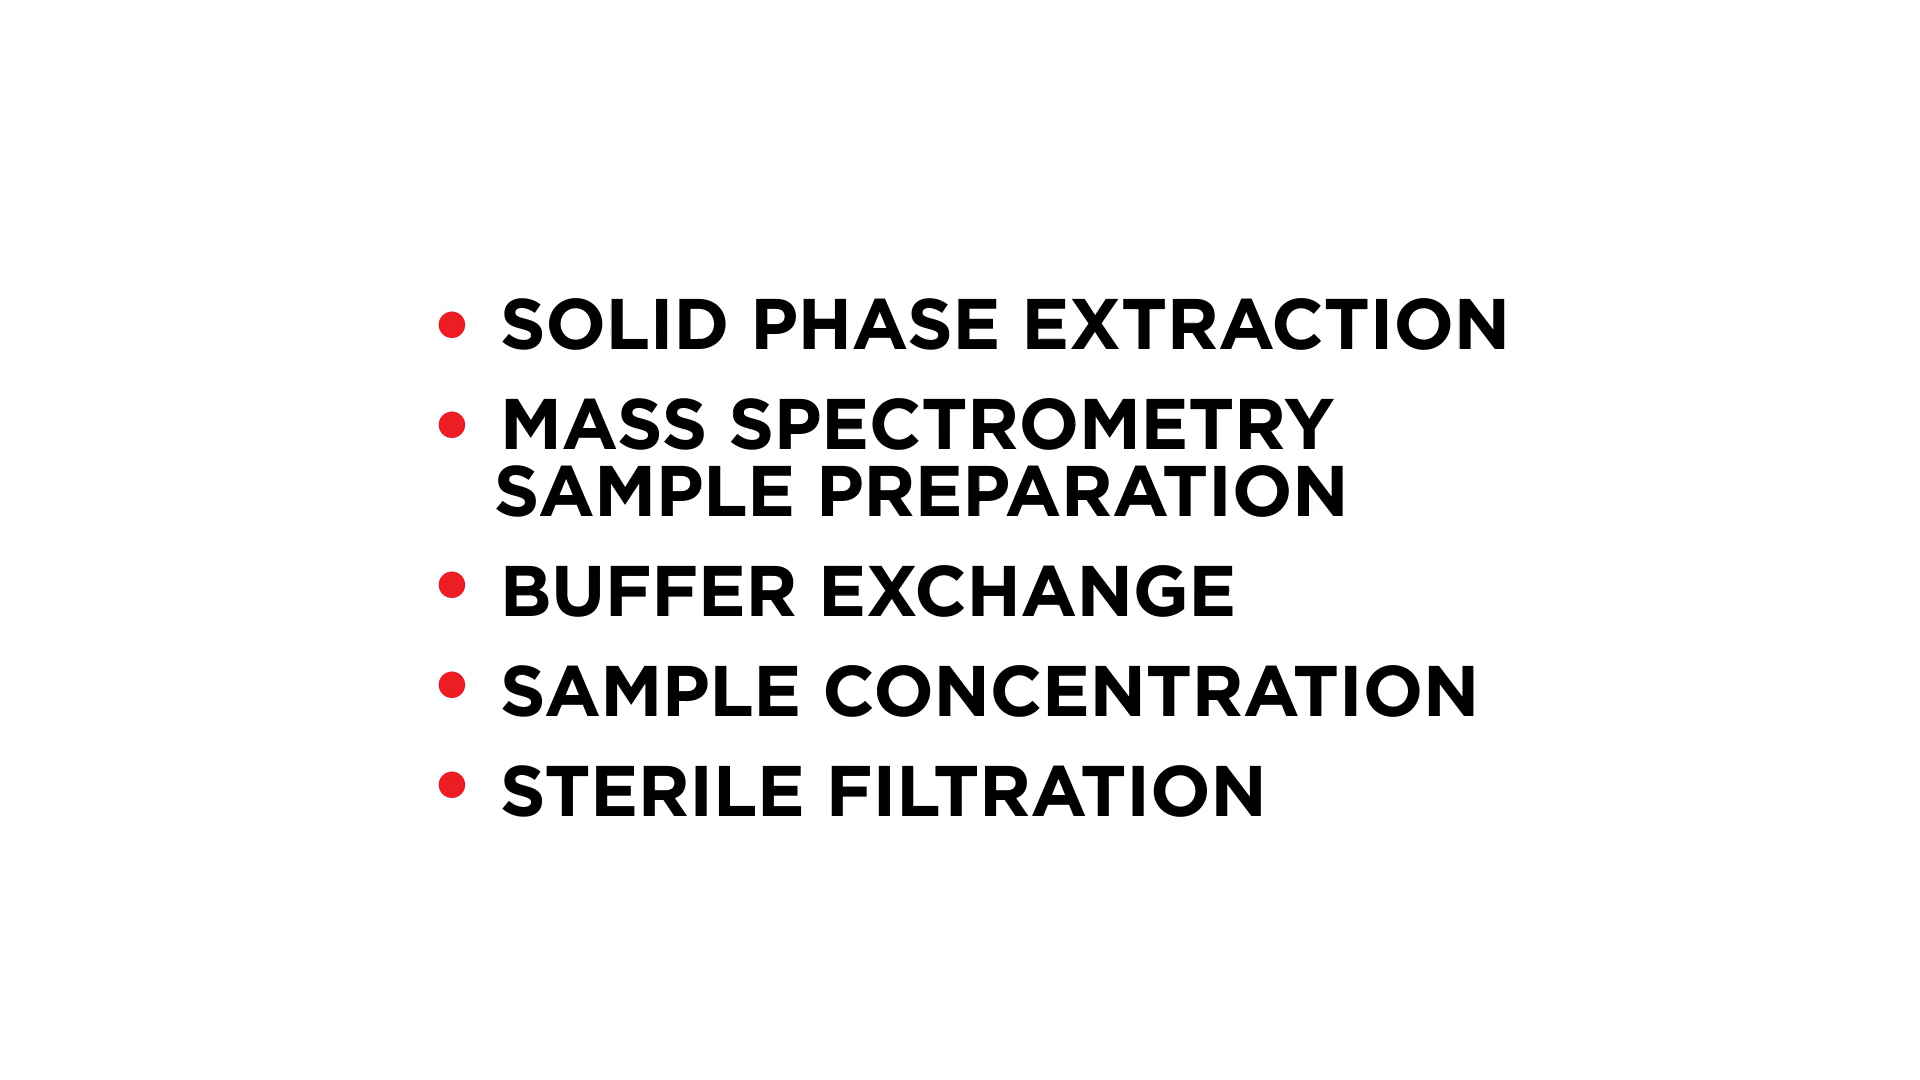 • SOLID PHASE EXTRACTION
• MASS SPECTROMETRY
SAMPLE PREPARATION
• BUFFER EXCHANGE
• SAMPLE CONCENTRATION
• STERILE FILTRATION